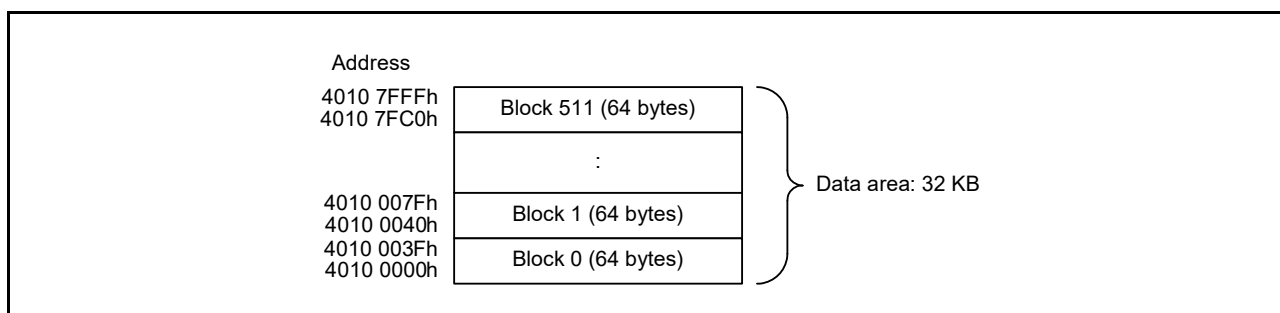 Address
4010 7FFFh
4010 7FC0h
Block 511 (64 bytes)
:
Data area: 32 KB
4010 007Fh
4010 0040h
Block 1 (64 bytes)
4010 003Fh
4010 0000h
Block 0 (64 bytes)